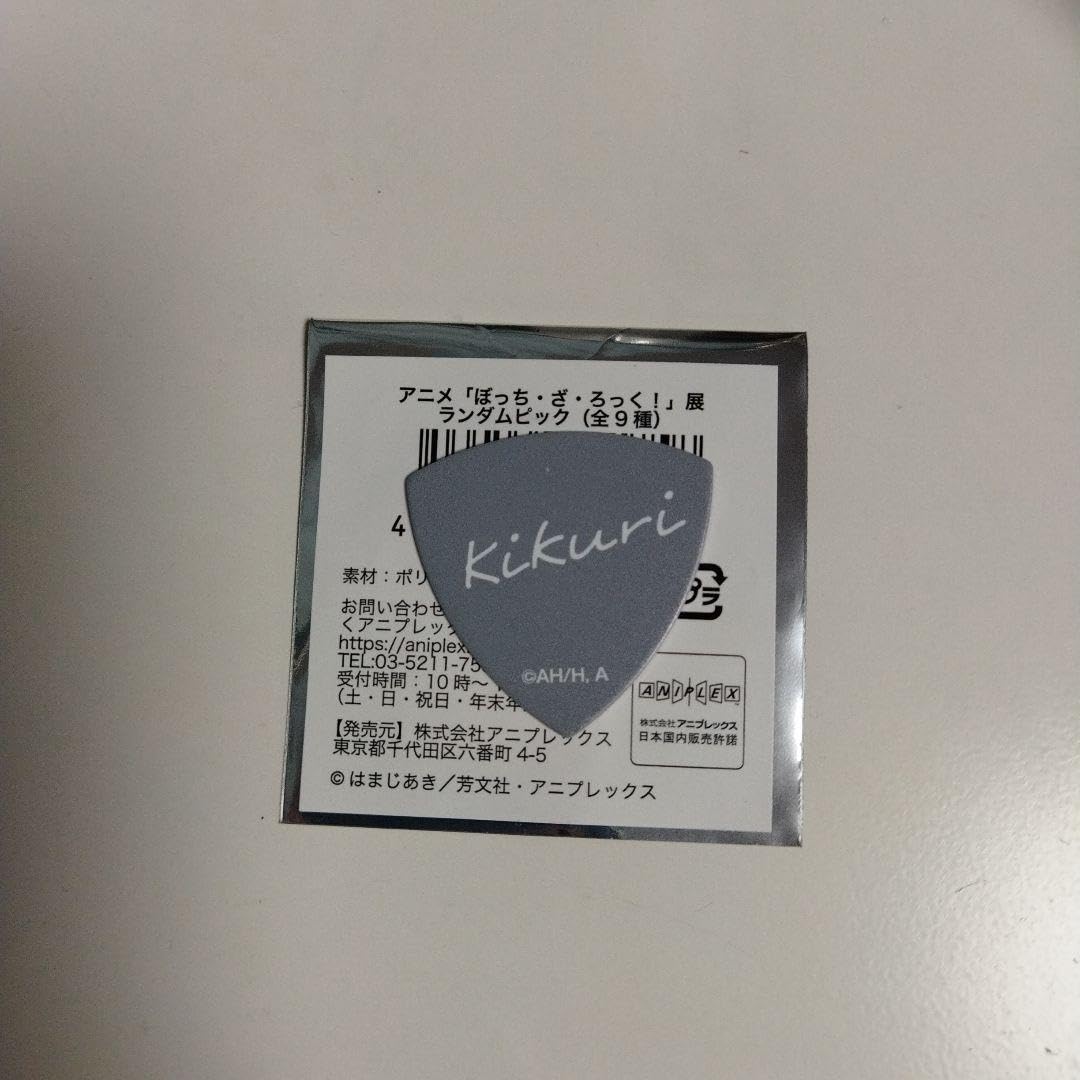 アニメ「ぼっち・ざ・ろっく！」展
ランダムピック（全9種）
Kikuri
4
素材：ポリ
プラ
お問い合わせ
くアニプレッ
https://aniplex
TEL:03-5211-75
受付時間：10時～
（土・日・祝日・年末年
©AH/H, A
ANIPLEX
株式会社アニプレックス
日本国内販売許諾
【発売元】株式会社アニプレックス
東京都千代田区六番町4-5
©はまじあき／芳文社・アニプレックス